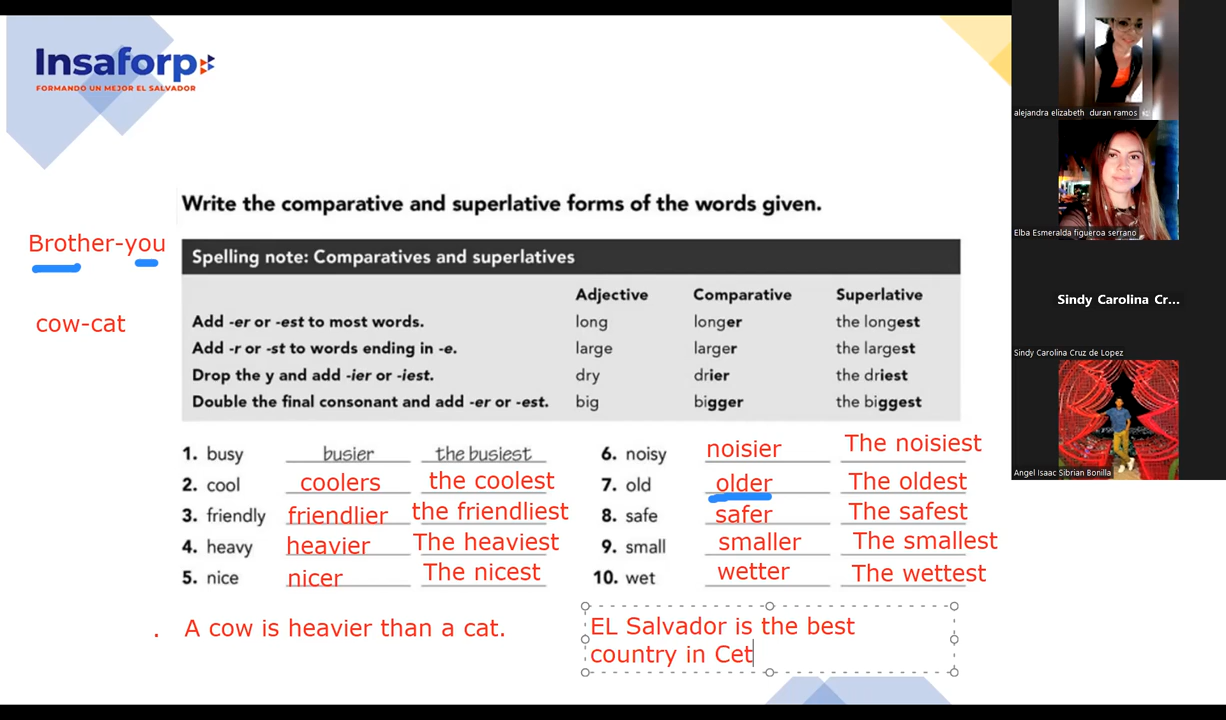 Insaforp
FORMANDO UN MEJOR EL SALVADOR
Write the comparative and superlative forms of the words given.
Brother-you
cow-cat
Spelling note: Comparatives and superlatives
Adjective Comparative Superlative
Add -er or -est to most words. long longer the longest
Add -r or -st to words ending in -e. large larger the largest
Drop the y and add -ier or -iest. dry drier the driest
Double the final consonant and add -er or -est. big bigger the biggest
1. busy busier the busiest
2. cool coolers the coolest
3. friendly friendlier the friendliest
4. heavy heavier The heaviest
5. nice nicer The nicest
6. noisy noisier The noisiest
7. old older The oldest
8. safe safer The safest
9. small smaller The smallest
10. wet wetter The wettest
. A cow is heavier than a cat.
EL Salvador is the best
country in Cet
alejandra elizabeth duran ramos
Elba Esmeralda figueroa serrano
Sindy Carolina Cr...
Sindy Carolina Cruz de Lopez
Angel Isaac Sibrian Bonilla